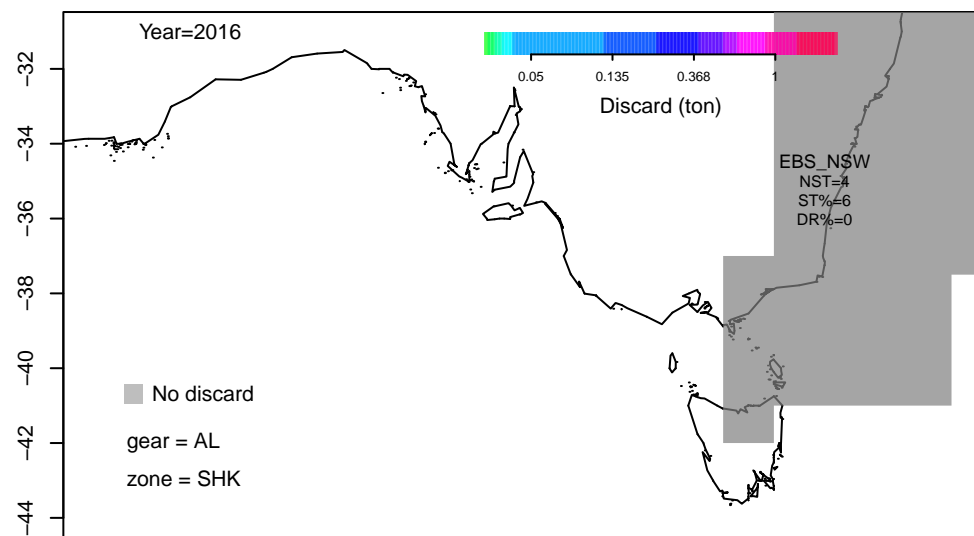 Year=2016
0.05 0.135 0.368 1
Discard (ton)
EBS_NSW
NST=4
ST%=6
DR%=0
No discard
gear = AL
zone = SHK
−32
−34
−36
−38
−40
−42
−44